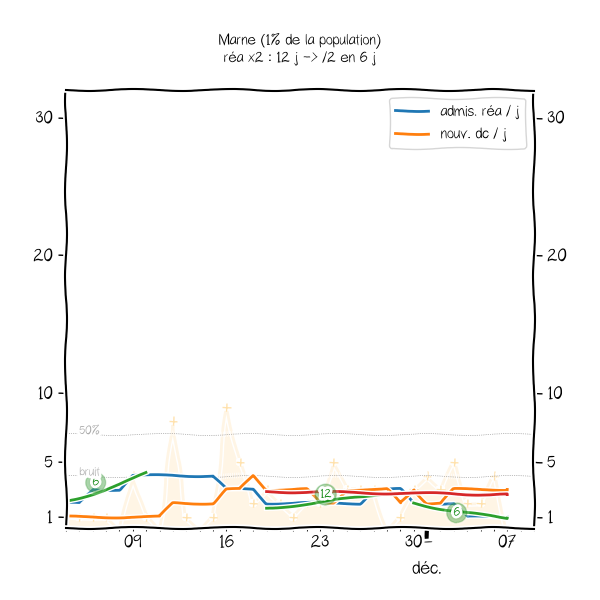 Marne (1% de la population)
réa x2 : 12 j -> /2 en 6 j
admis. réa / j
nouv. dc / j
30 30
20 20
10 10
50%
5 5
bruit
6 12 6
1 1
09 16 23 30 07
déc.